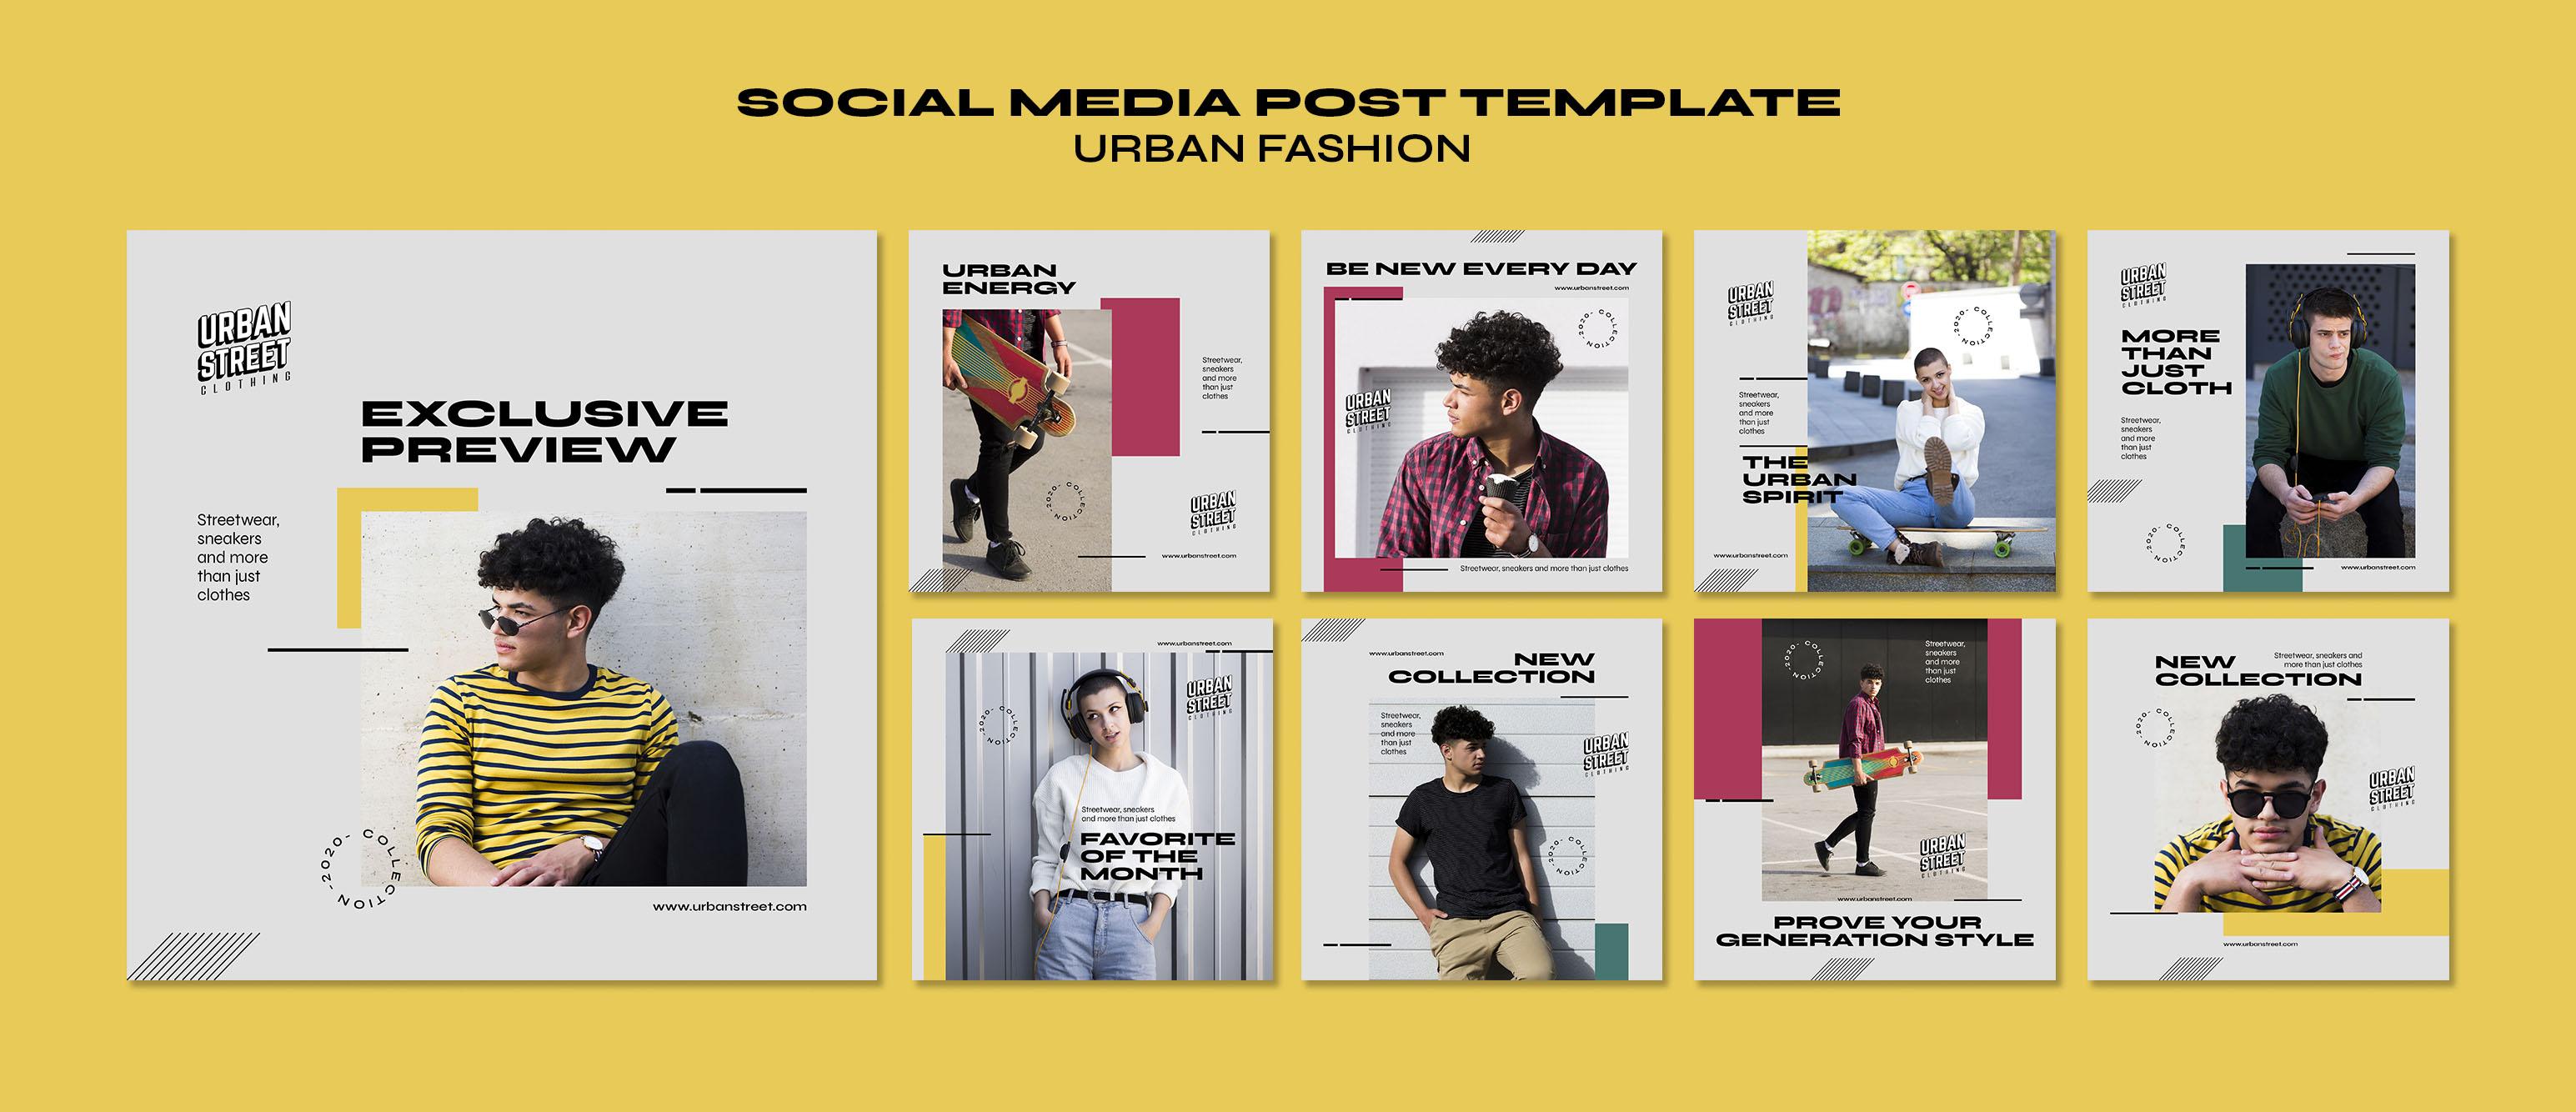 SOCIAL MEDIA POST TEMPLATE
URBAN FASHION
URBAN
STREET
CLOTHING
EXCLUSIVE
PREVIEW
Streetwear,
sneakers
and more
than just
clothes
-2020- COLLECTION
www.urbanstreet.com
URBAN
ENERGY
Streetwear,
sneakers
and more
than just
clothes
-2020- COLLECTION
URBAN
STREET
CLOTHING
www.urbanstreet.com
BE NEW EVERY DAY
www.urbanstreet.com
-2020- COLLECTION
URBAN
STREET
CLOTHING
Streetwear, sneakers and more than just clothes
URBAN
STREET
CLOTHING
-2020- COLLECTION
Streetwear,
sneakers
and more
than just
clothes
THE
URBAN
SPIRIT
www.urbanstreet.com
URBAN
STREET
CLOTHING
MORE
THAN
JUST
CLOTH
Streetwear,
sneakers
and more
than just
clothes
-2020- COLLECTION
www.urbanstreet.com
www.urbanstreet.com
URBAN
STREET
CLOTHING
-2020- COLLECTION
Streetwear, sneakers
and more than just clothes
FAVORITE
OF THE
MONTH
www.urbanstreet.com
NEW
COLLECTION
Streetwear,
sneakers
and more
than just
clothes
URBAN
STREET
CLOTHING
-2020- COLLECTION
-2020- COLLECTION
Streetwear,
sneakers
and more
than just
clothes
URBAN
STREET
CLOTHING
www.urbanstreet.com
PROVE YOUR
GENERATION STYLE
NEW
COLLECTION
Streetwear, sneakers and
more than just clothes
-2020- COLLECTION
URBAN
STREET
CLOTHING
www.urbanstreet.com